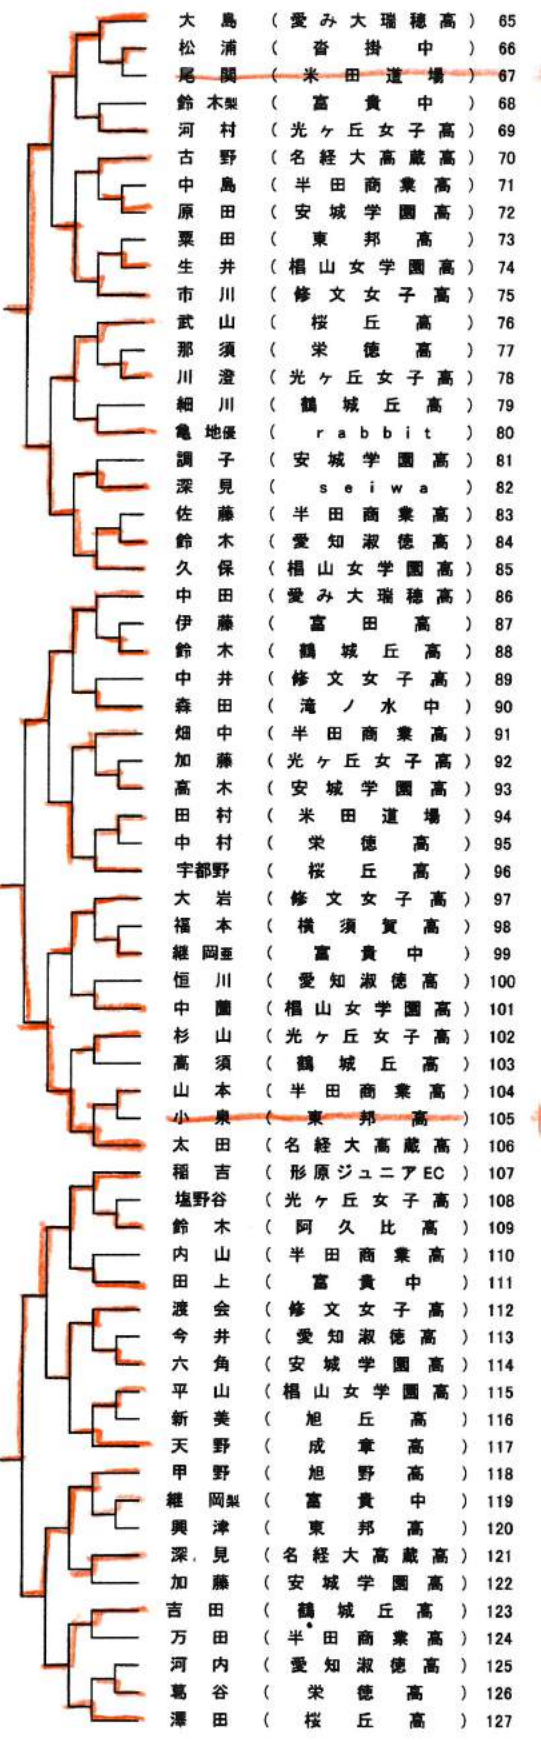 大島 (愛み大瑞穂高) 65
松浦 (沓掛中) 66
尾関 (米田道場) 67
鈴木梨 (富貴中) 68
河村 (光ヶ丘女子高) 69
古野 (名経大高蔵高) 70
中島 (半田商業高) 71
原田 (安城学園高) 72
粟田 (東邦高) 73
生井 (椙山女学園高) 74
市川 (修文女子高) 75
武山 (桜丘高) 76
那須 (栄徳高) 77
川澄 (光ヶ丘女子高) 78
細川 (鶴城丘高) 79
亀地優 (rabbit) 80
調子 (安城学園高) 81
深見 (seiwa) 82
佐藤 (半田商業高) 83
鈴木 (愛知淑徳高) 84
久保 (椙山女学園高) 85
中田 (愛み大瑞穂高) 86
伊藤 (富田高) 87
鈴木 (鶴城丘高) 88
中井 (修文女子高) 89
森田 (滝ノ水中) 90
畑中 (半田商業高) 91
加藤 (光ヶ丘女子高) 92
高木 (安城学園高) 93
田村 (米田道場) 94
中村 (栄徳高) 95
宇都野 (桜丘高) 96
大岩 (修文女子高) 97
福本 (横須賀高) 98
継岡亜 (富貴中) 99
恒川 (愛知淑徳高) 100
中薗 (椙山女学園高) 101
杉山 (光ヶ丘女子高) 102
高須 (鶴城丘高) 103
山本 (半田商業高) 104
小泉 (東邦高) 105
太田 (名経大高蔵高) 106
稲吉 (形原ジュニアEC) 107
塩野谷 (光ヶ丘女子高) 108
鈴木 (阿久比高) 109
内山 (半田商業高) 110
田上 (富貴中) 111
渡会 (修文女子高) 112
今井 (愛知淑徳高) 113
六角 (安城学園高) 114
平山 (椙山女学園高) 115
新美 (旭丘高) 116
天野 (成章高) 117
甲野 (旭野高) 118
継岡梨 (富貴中) 119
興津 (東邦高) 120
深見 (名経大高蔵高) 121
加藤 (安城学園高) 122
吉田 (鶴城丘高) 123
万田 (半田商業高) 124
河内 (愛知淑徳高) 125
葛谷 (栄徳高) 126
澤田 (桜丘高) 127